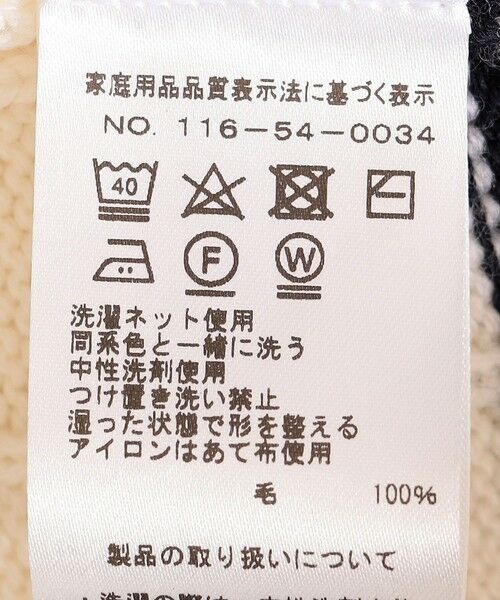 家庭用品品質表示法に基づく表示
NO. 116-54-0034
40
F W
洗濯ネット使用
同系色と一緒に洗う
中性洗剤使用
つけ置き洗い禁止
湿った状態で形を整える
アイロンはあて布使用
毛 100%
製品の取り扱いについて